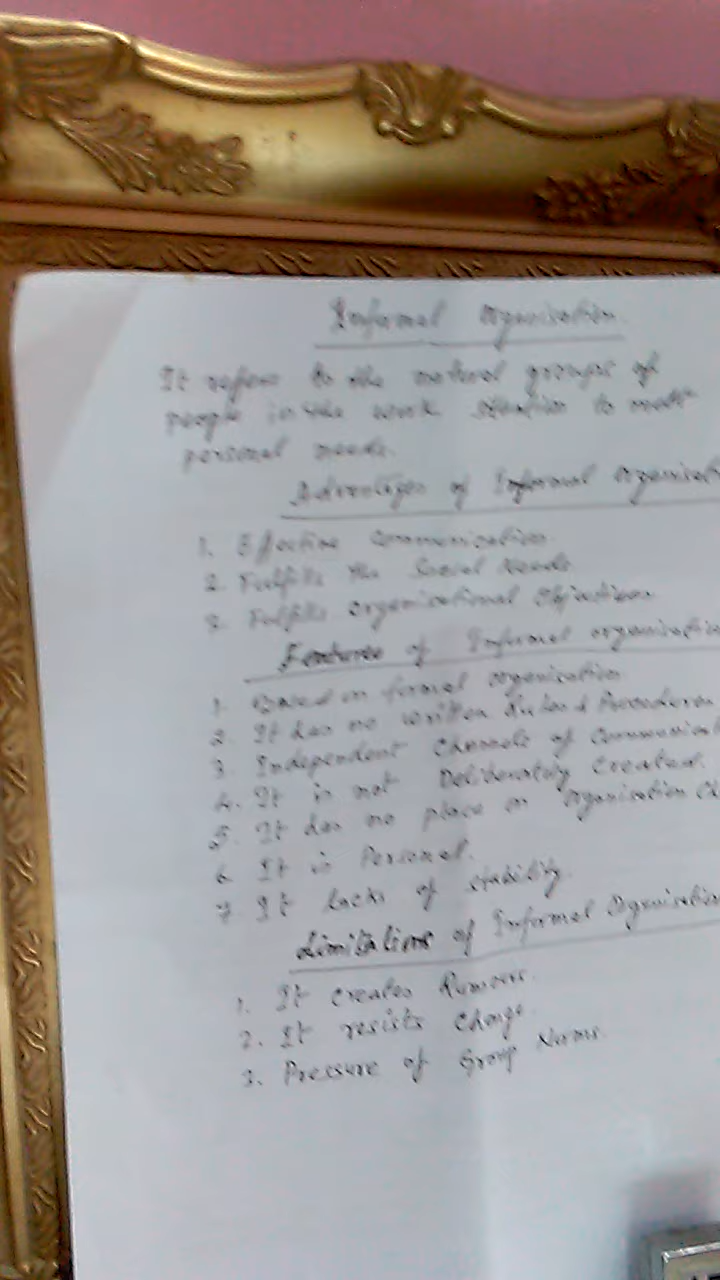 Informal Organisation
It refers to the natural groups of
people in the work situation to meet
personal needs.
Advantages of Informal Organisati
1. Effective Communication
2. Fulfills the Social Needs
3. Fulfills Organisational Objectives
Features of Informal organisation
1. Based on formal organisation
2. It has no written Rules & Procedures
3. Independent Channels of Communicat
4. It is not Deliberately Created.
5. It has no place on Organisation Ch
6. It is Personal.
7. It lacks of stability.
Limitations of Informal Organisation
1. It creates Rumours.
2. It resists Change.
3. Pressure of Group Norms.